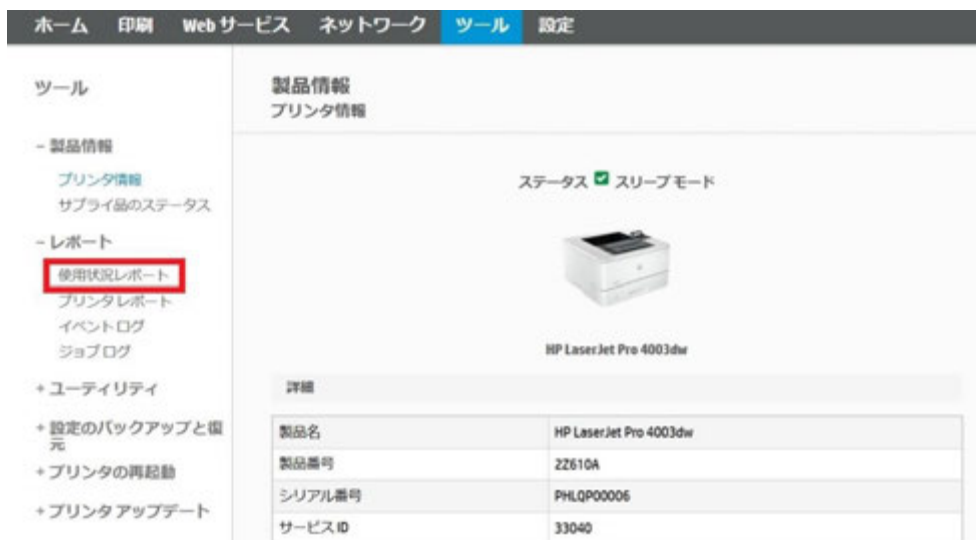 ホーム 印刷 Web サービス ネットワーク ツール 設定
ツール
- 製品情報
プリンタ情報
サプライ品のステータス
- レポート
使用状況レポート
プリンタレポート
イベントログ
ジョブログ
+ ユーティリティ
+ 設定のバックアップと復
元
+ プリンタの再起動
+ プリンタ アップデート
製品情報
プリンタ情報
ステータス スリープ モード
HP LaserJet Pro 4003dw
詳細
製品名 HP LaserJet Pro 4003dw
製品番号 2Z610A
シリアル番号 PHLQP00006
サービス ID 33040